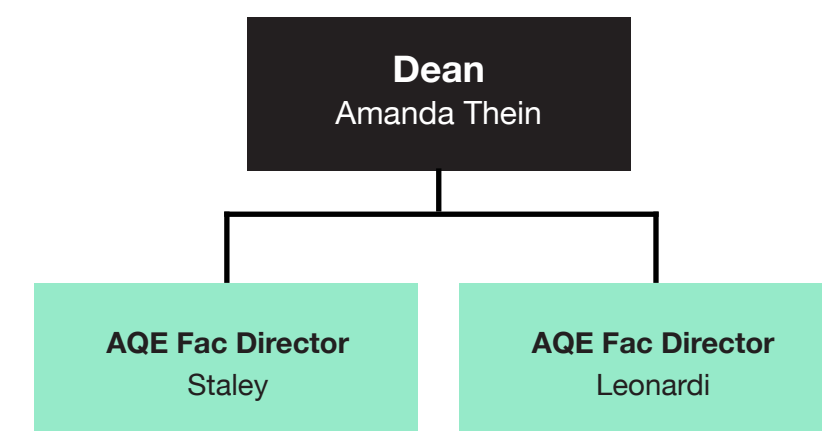 Dean
Amanda Thein
AQE Fac Director
Staley
AQE Fac Director
Leonardi